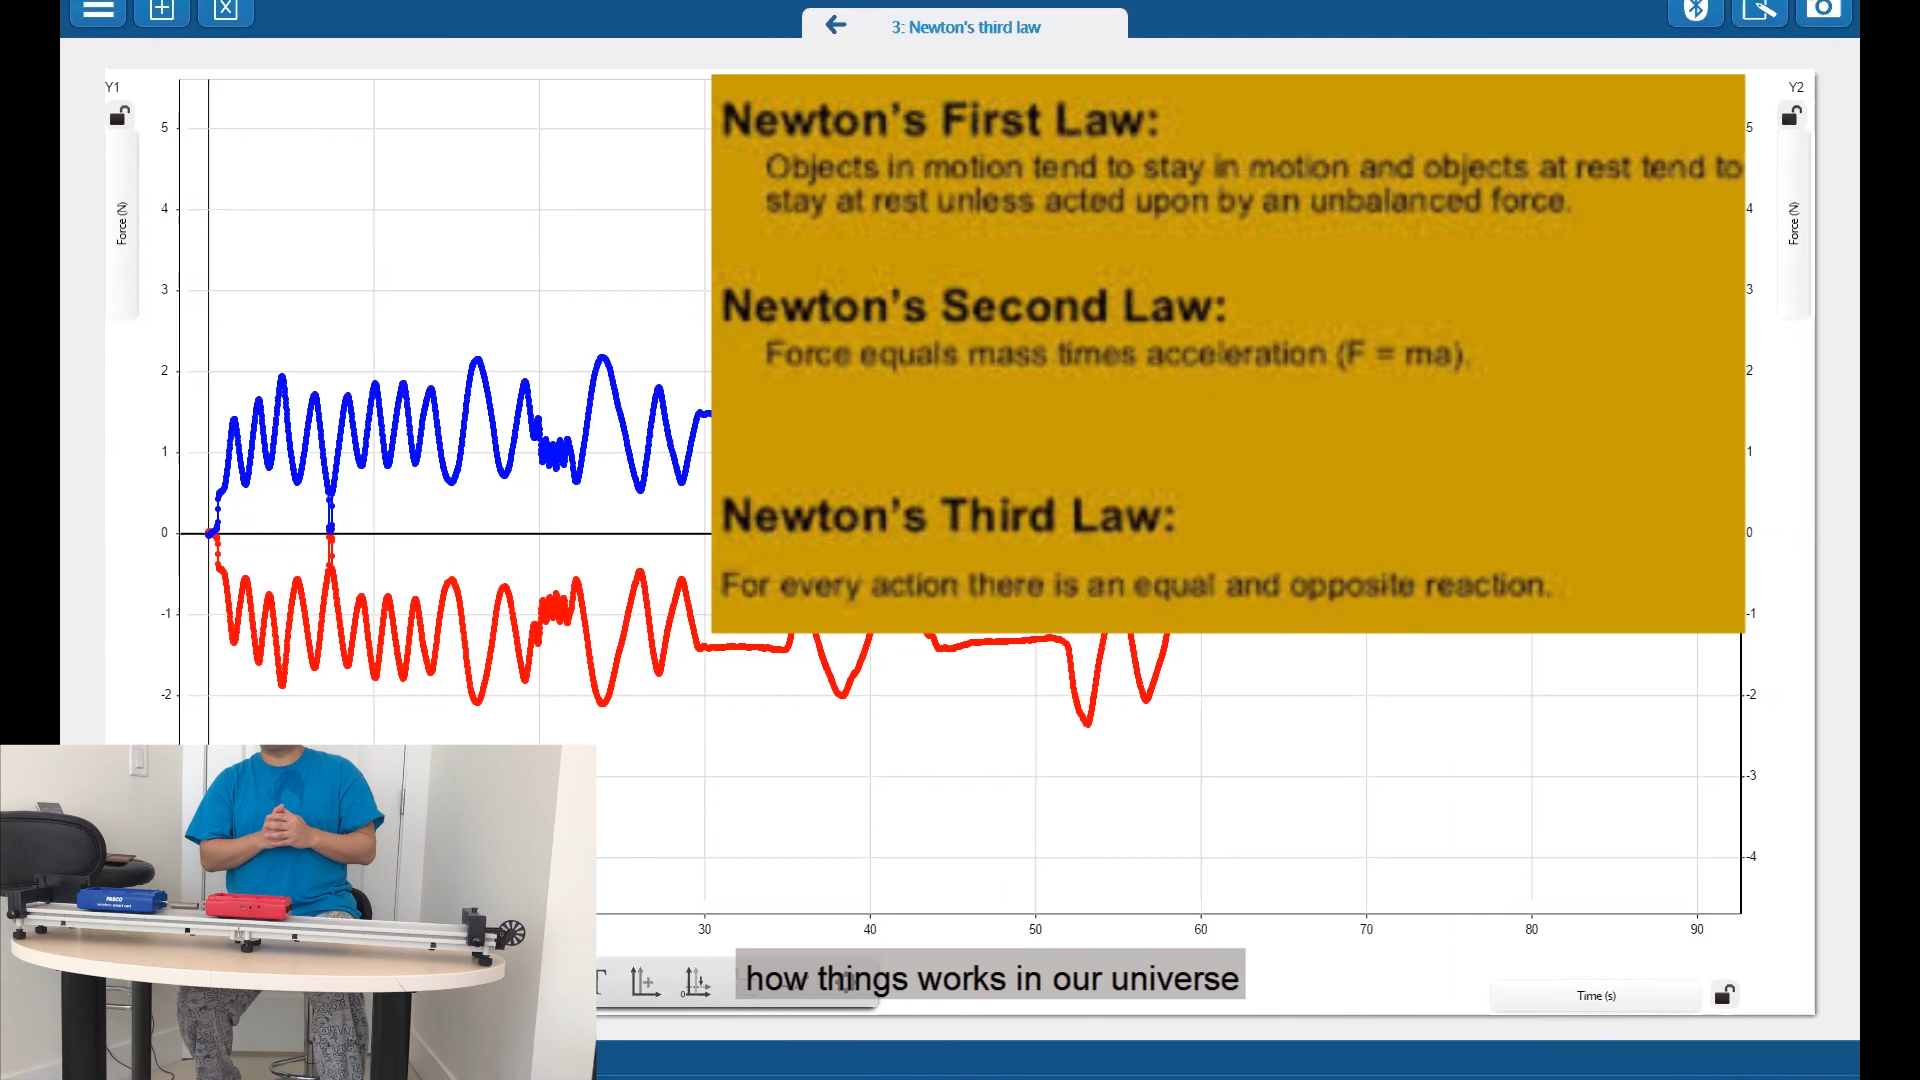 3: Newton's third law
Y1
Y2
Force (N)
Force (N)
5
4
3
2
1
0
-1
-2
5
4
3
2
1
0
-1
-2
-3
-4
Newton's First Law:
Objects in motion tend to stay in motion and objects at rest tend to
stay at rest unless acted upon by an unbalanced force.
Newton's Second Law:
Force equals mass times acceleration (F = ma).
Newton's Third Law:
For every action there is an equal and opposite reaction.
PASCO
30
40
50
60
70
80
90
Time (s)
how things works in our universe